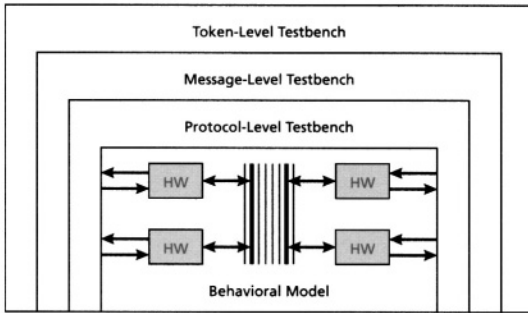 Token-Level Testbench
Message-Level Testbench
Protocol-Level Testbench
HW HW
HW HW
Behavioral Model